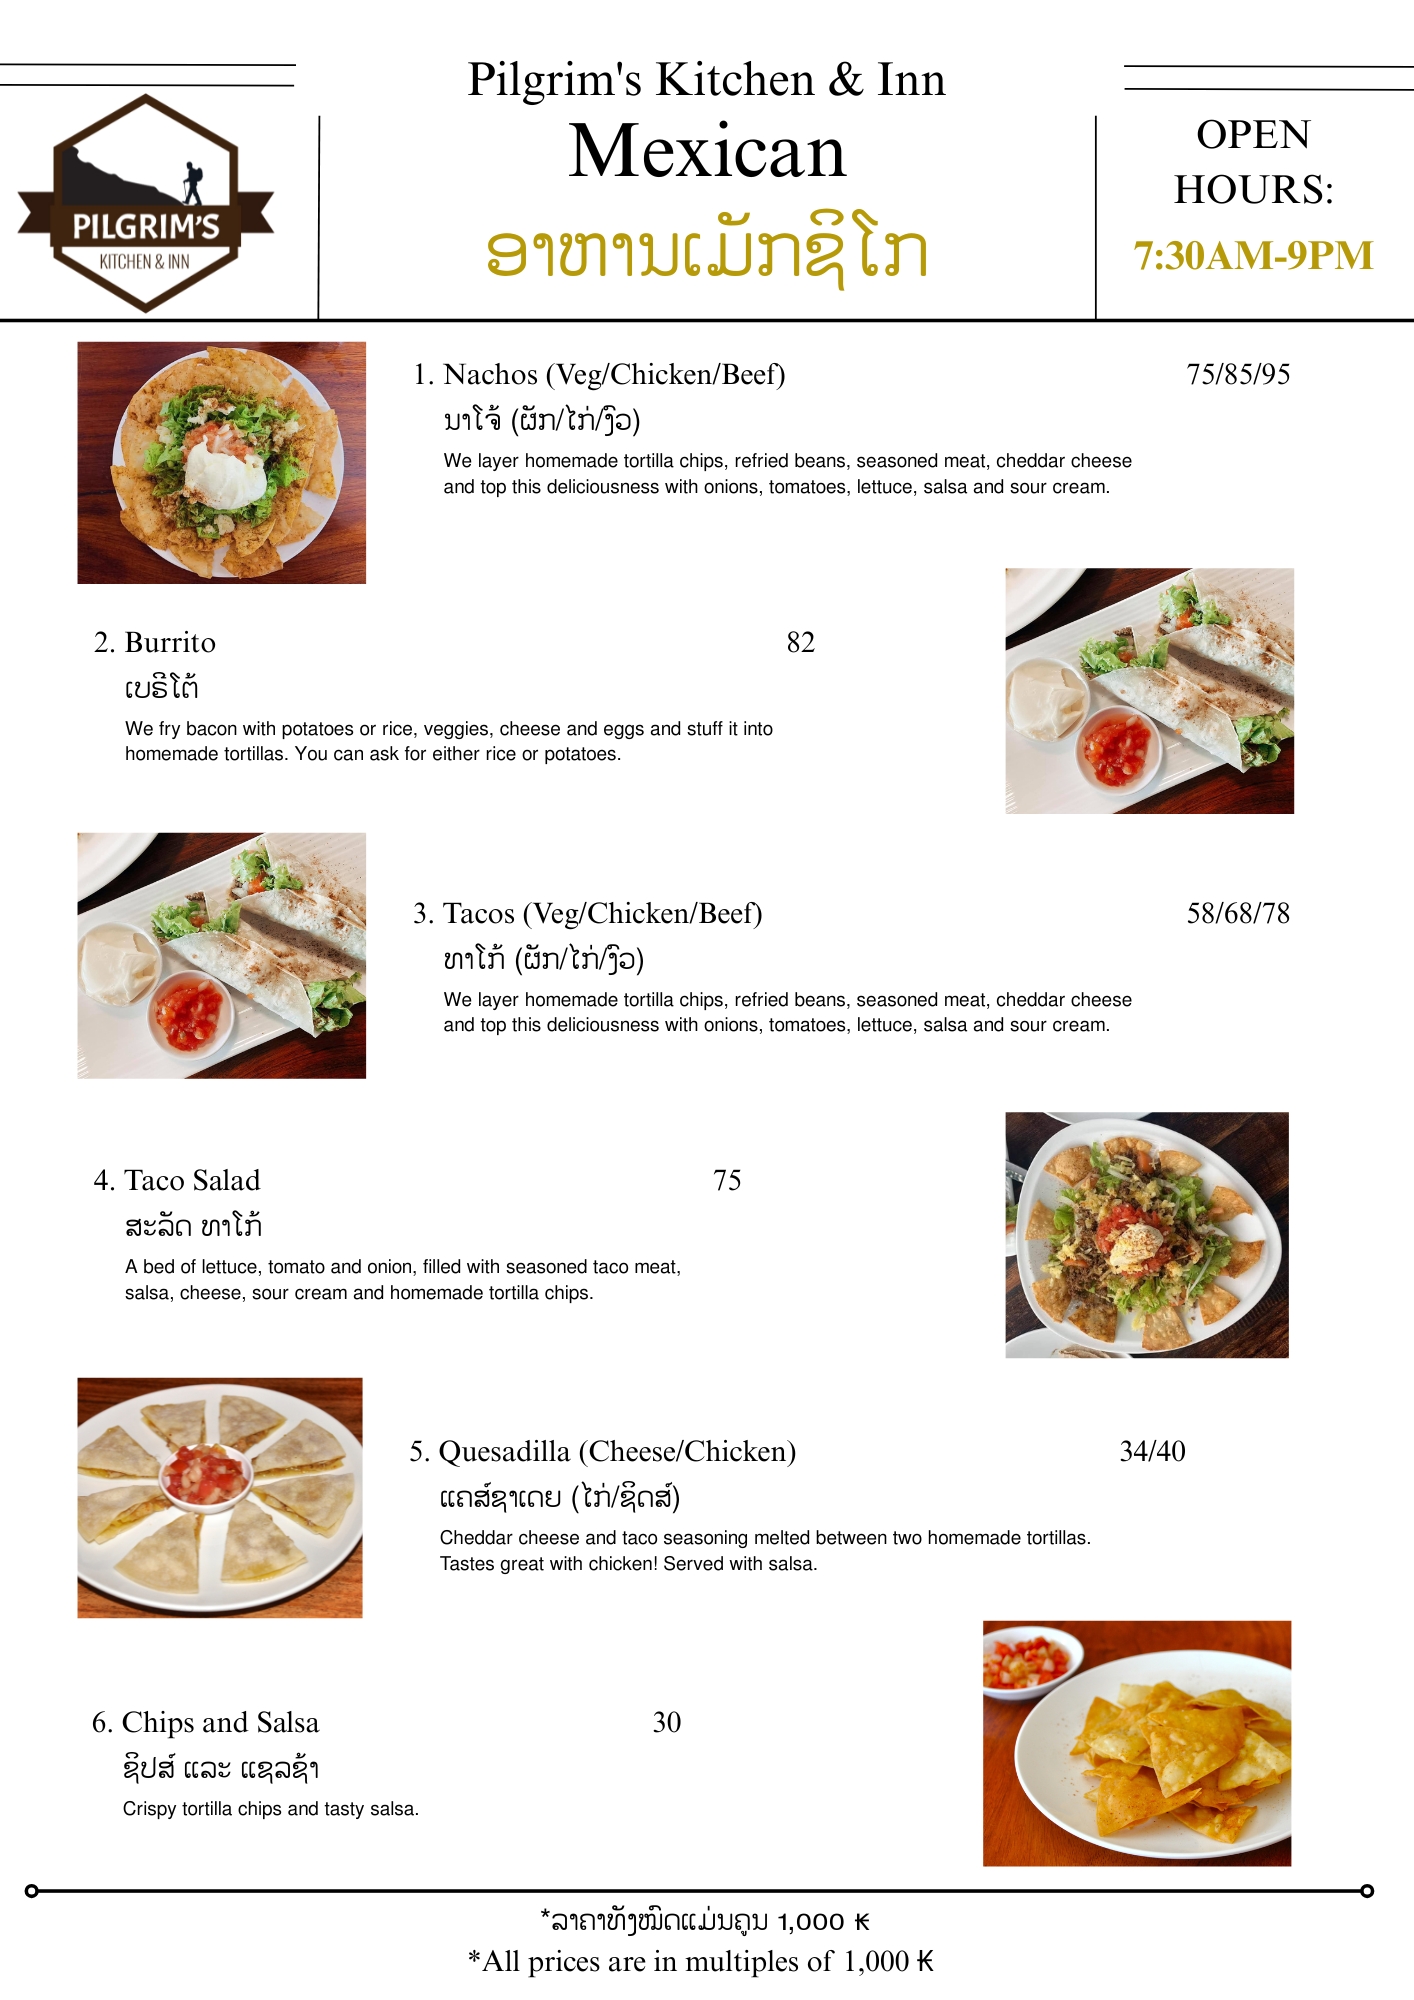 Pilgrim's Kitchen & Inn
Mexican
ອາຫານເມັກຊິໂກ
PILGRIM'S
KITCHEN & INN
OPEN
HOURS:
7:30AM-9PM
1. Nachos (Veg/Chicken/Beef) 75/85/95
ນາໂຈ້ (ຜັກ/ໄກ່/ງົວ)
We layer homemade tortilla chips, refried beans, seasoned meat, cheddar cheese
and top this deliciousness with onions, tomatoes, lettuce, salsa and sour cream.
2. Burrito 82
ເບຣີໂຕ້
We fry bacon with potatoes or rice, veggies, cheese and eggs and stuff it into
homemade tortillas. You can ask for either rice or potatoes.
3. Tacos (Veg/Chicken/Beef) 58/68/78
ທາໂກ້ (ຜັກ/ໄກ່/ງົວ)
We layer homemade tortilla chips, refried beans, seasoned meat, cheddar cheese
and top this deliciousness with onions, tomatoes, lettuce, salsa and sour cream.
4. Taco Salad 75
ສະລັດ ທາໂກ້
A bed of lettuce, tomato and onion, filled with seasoned taco meat,
salsa, cheese, sour cream and homemade tortilla chips.
5. Quesadilla (Cheese/Chicken) 34/40
ແຄສ໌ຊາເດຍ (ໄກ່/ຊິດສ໌)
Cheddar cheese and taco seasoning melted between two homemade tortillas.
Tastes great with chicken! Served with salsa.
6. Chips and Salsa 30
ຊິປສ໌ ແລະ ແຊລຊ້າ
Crispy tortilla chips and tasty salsa.
*ລາຄາທັງໝົດແມ່ນຄູນ 1,000 ₭
*All prices are in multiples of 1,000 ₭